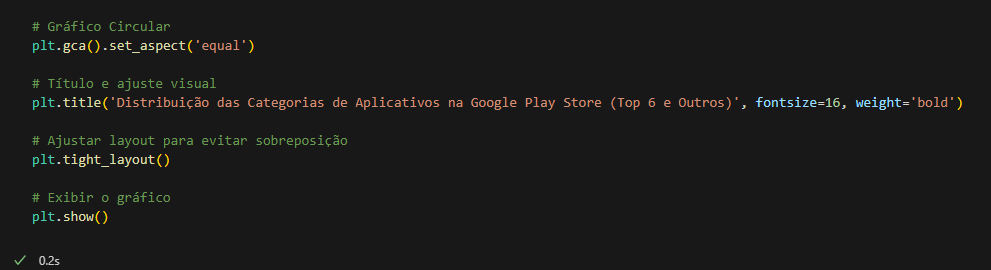 # Gráfico Circular
plt.gca().set_aspect('equal')
# Título e ajuste visual
plt.title('Distribuição das Categorias de Aplicativos na Google Play Store (Top 6 e Outros)', fontsize=16, weight='bold')
# Ajustar layout para evitar sobreposição
plt.tight_layout()
# Exibir o gráfico
plt.show()
0.2s